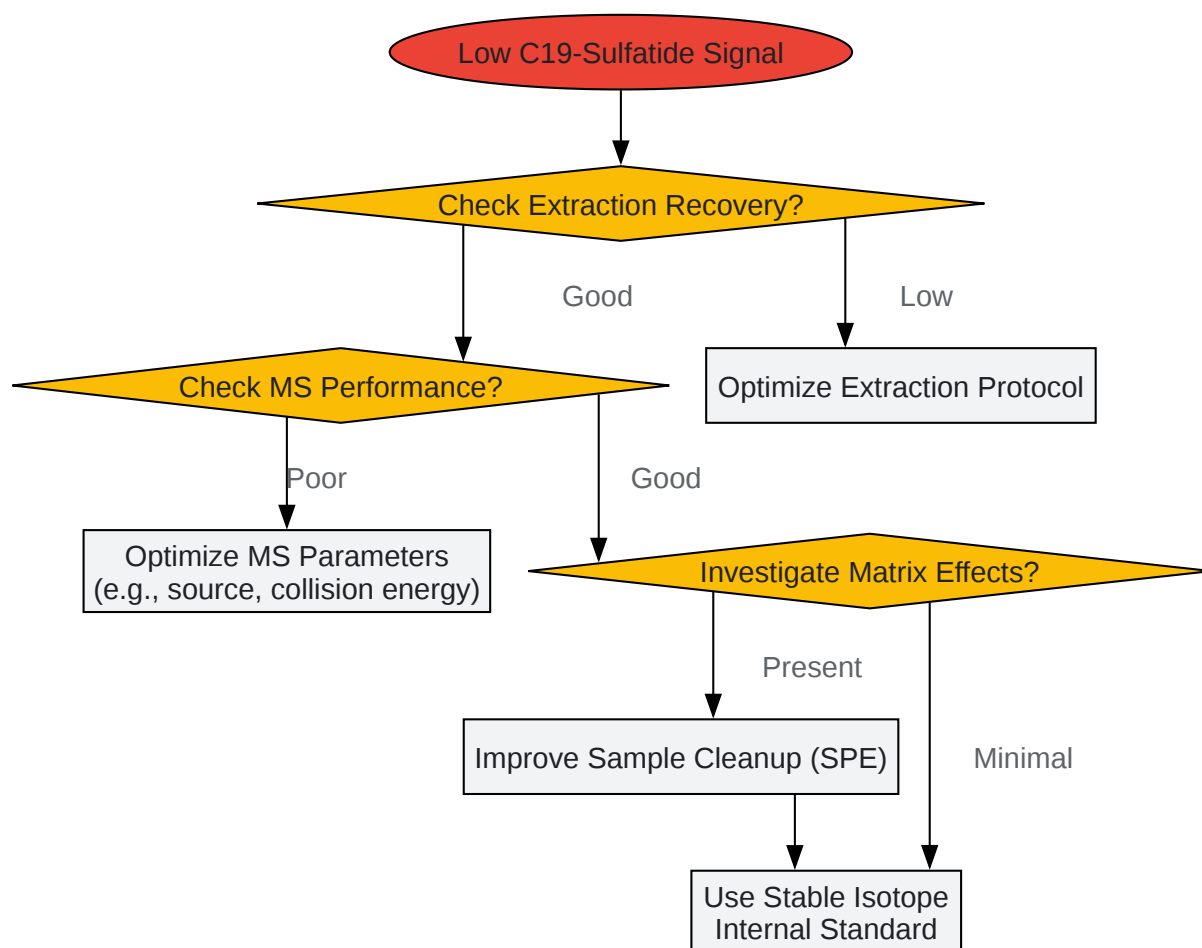 Low C19-Sulfatide Signal
Check Extraction Recovery?
Good
Low
Check MS Performance?
Optimize Extraction Protocol
Poor
Good
Optimize MS Parameters
(e.g., source, collision energy)
Investigate Matrix Effects?
Present
Improve Sample Cleanup (SPE)
Minimal
Use Stable Isotope
Internal Standard